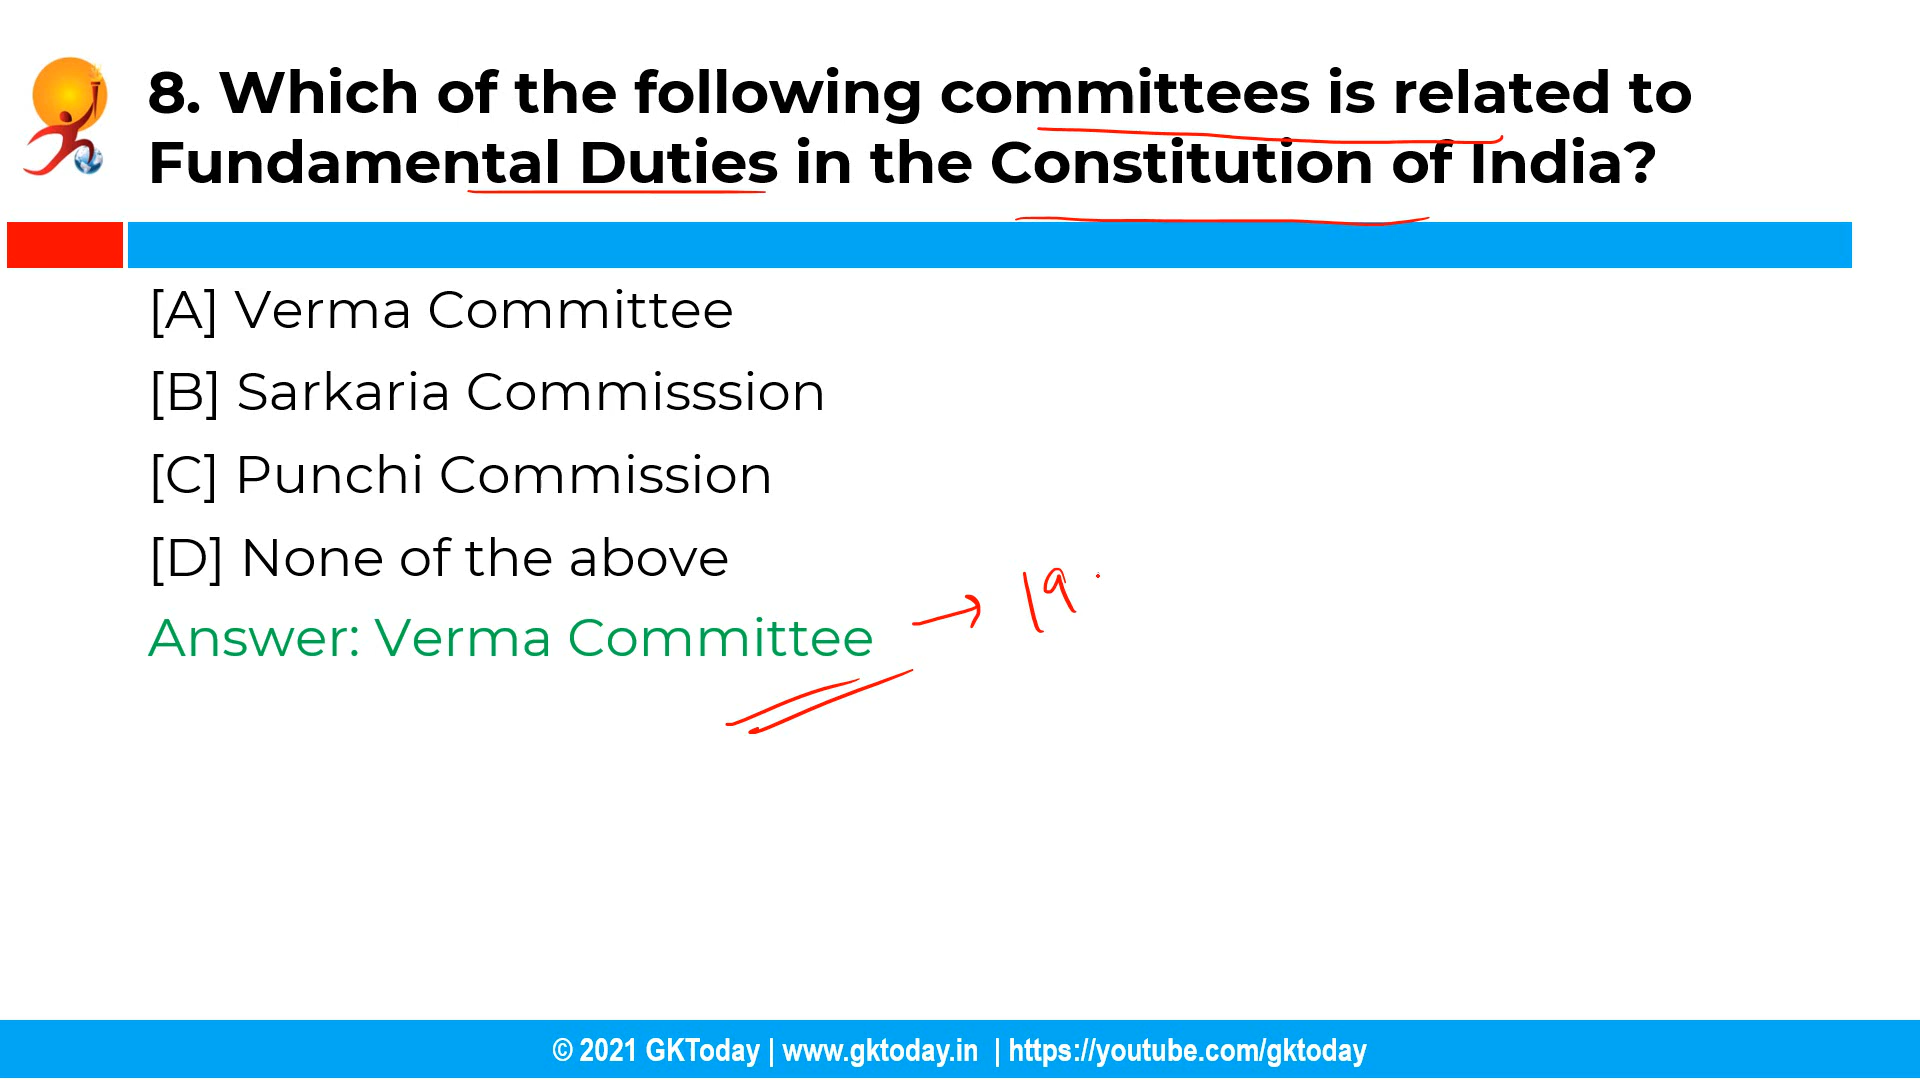 8. Which of the following committees is related to
Fundamental Duties in the Constitution of India?
[A] Verma Committee
[B] Sarkaria Commisssion
[C] Punchi Commission
[D] None of the above
Answer: Verma Committee → 19
© 2021 GKToday | www.gktoday.in | https://youtube.com/gktoday